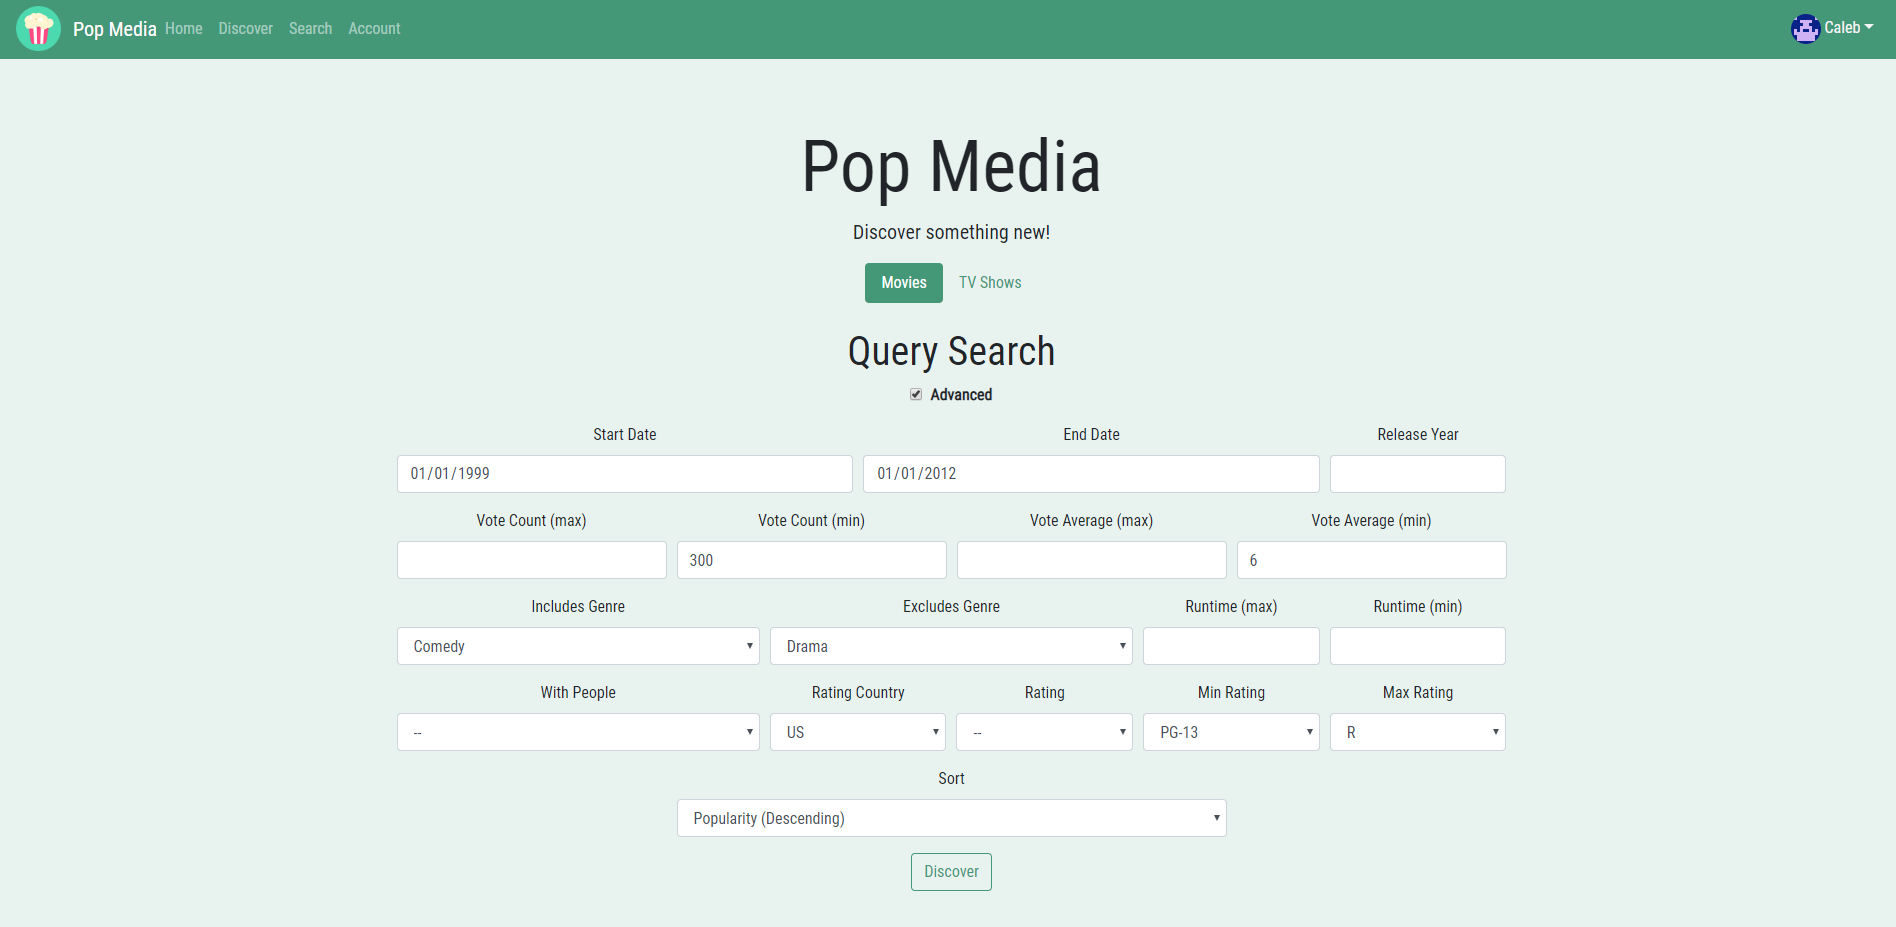 Pop Media Home Discover Search Account Caleb
Pop Media
Discover something new!
Movies TV Shows
Query Search
Advanced
Start Date End Date Release Year
01/01/1999 01/01/2012
Vote Count (max) Vote Count (min) Vote Average (max) Vote Average (min)
300 6
Includes Genre Excludes Genre Runtime (max) Runtime (min)
Comedy Drama
With People Rating Country Rating Min Rating Max Rating
-- US -- PG-13 R
Sort
Popularity (Descending)
Discover